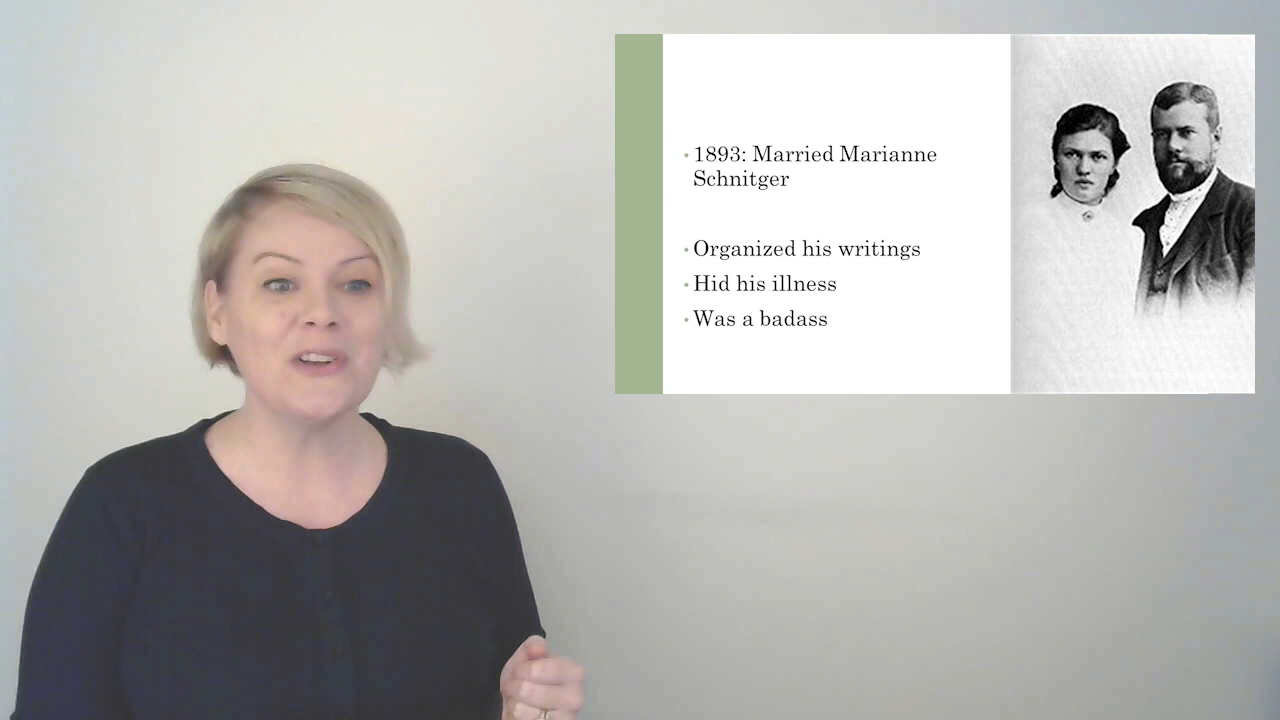 1893: Married Marianne
Schnitger
Organized his writings
Hid his illness
Was a badass